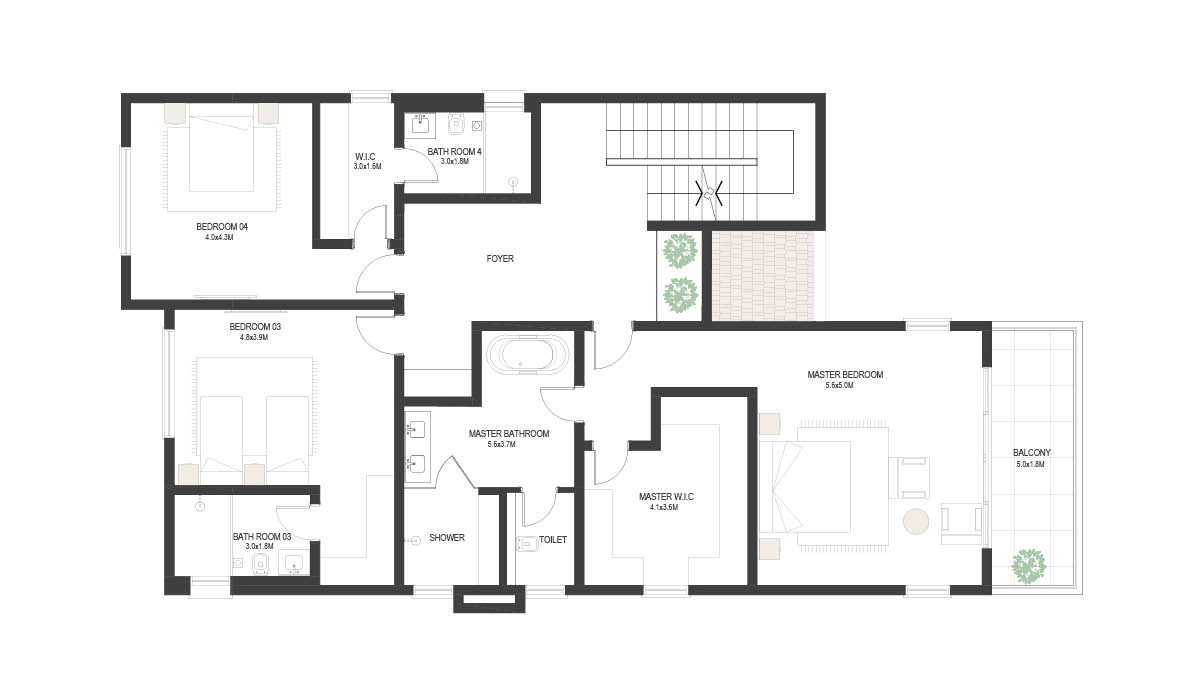 W.I.C
3.0x1.6M
BATH ROOM 4
3.0x1.8M
BEDROOM 04
4.0x4.3M
FOYER
BEDROOM 03
4.8x3.9M
MASTER BEDROOM
5.6x5.0M
MASTER BATHROOM
5.6x3.7M
BALCONY
5.0x1.8M
MASTER W.I.C
4.1x3.6M
BATH ROOM 03
3.0x1.8M
SHOWER
TOILET